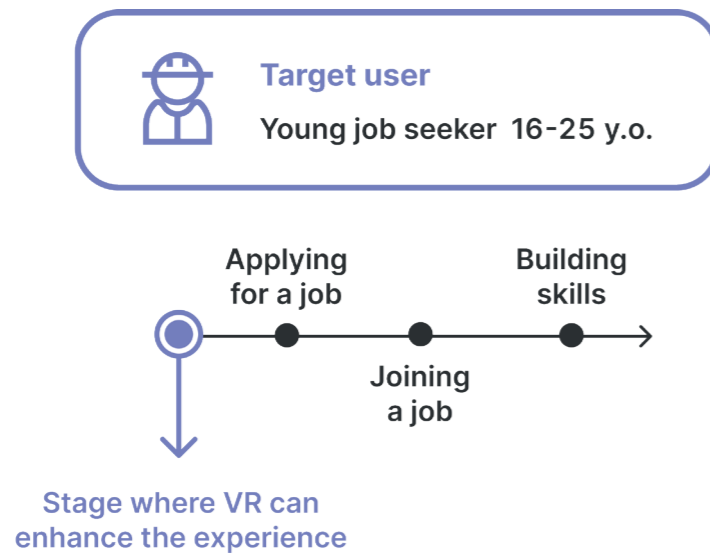 Target user
Young job seeker 16-25 y.o.
Applying
for a job
Building
skills
Joining
a job
Stage where VR can
enhance the experience